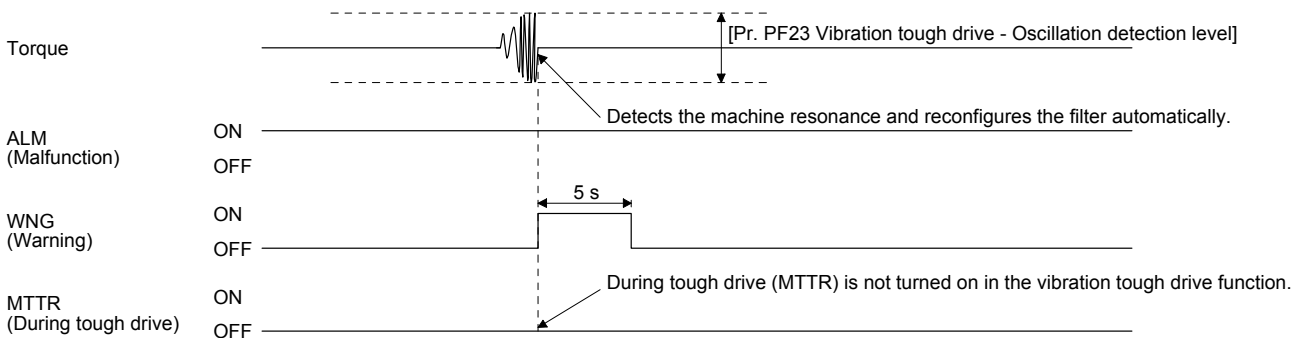 [Pr. PF23 Vibration tough drive - Oscillation detection level]
Torque
Detects the machine resonance and reconfigures the filter automatically.
ALM
(Malfunction)
ON
OFF
5 s
WNG
(Warning)
ON
OFF
During tough drive (MTTR) is not turned on in the vibration tough drive function.
MTTR
(During tough drive)
ON
OFF